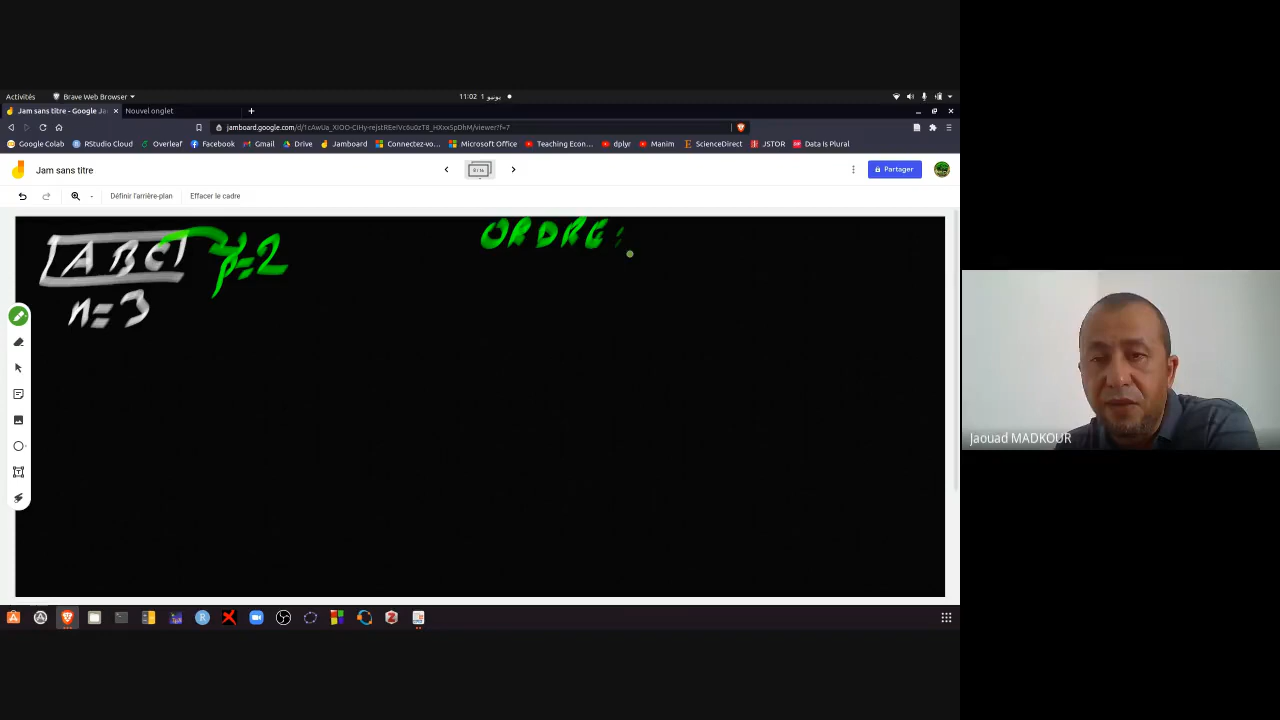 Activités
Brave Web Browser
11:02 يونيو 1
Jam sans titre - Google Ja
Nouvel onglet
Google Colab
RStudio Cloud
Overleaf
Facebook
Gmail
Drive
Jamboard
Connectez-vo...
Microsoft Office
Teaching Econ...
dplyr
Manim
ScienceDirect
JSTOR
Data Is Plural
Jam sans titre
Partager
Définir l'arrière-plan
Effacer le cadre
A B C
p=2
ORDRE :
n=3
Jaouad MADKOUR